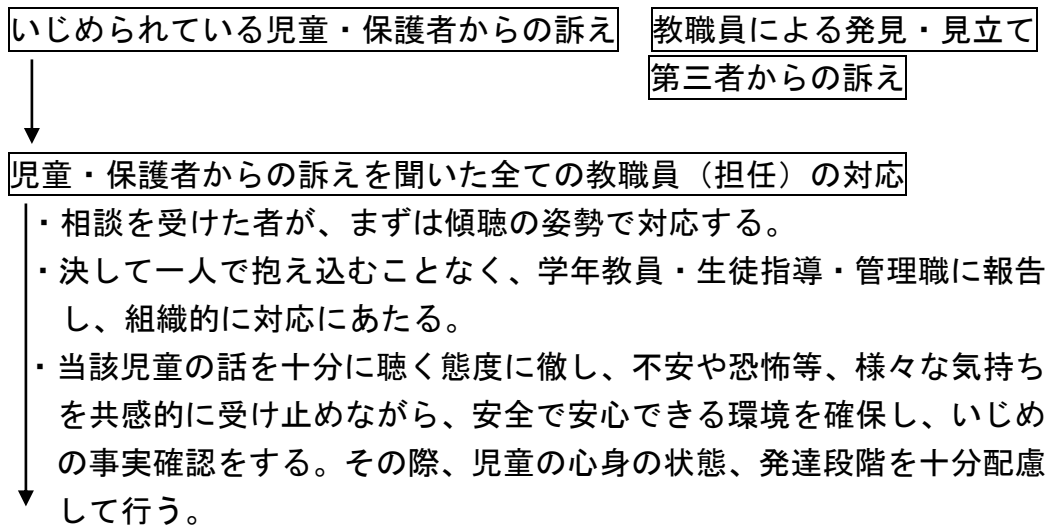 いじめられている児童・保護者からの訴え　教職員による発見・見立て
第三者からの訴え
児童・保護者からの訴えを聞いた全ての教職員（担任）の対応
・相談を受けた者が、まずは傾聴の姿勢で対応する。
・決して一人で抱え込むことなく、学年教員・生徒指導・管理職に報告
し、組織的に対応にあたる。
・当該児童の話を十分に聴く態度に徹し、不安や恐怖等、様々な気持ち
を共感的に受け止めながら、安全で安心できる環境を確保し、いじめ
の事実確認をする。その際、児童の心身の状態、発達段階を十分配慮
して行う。